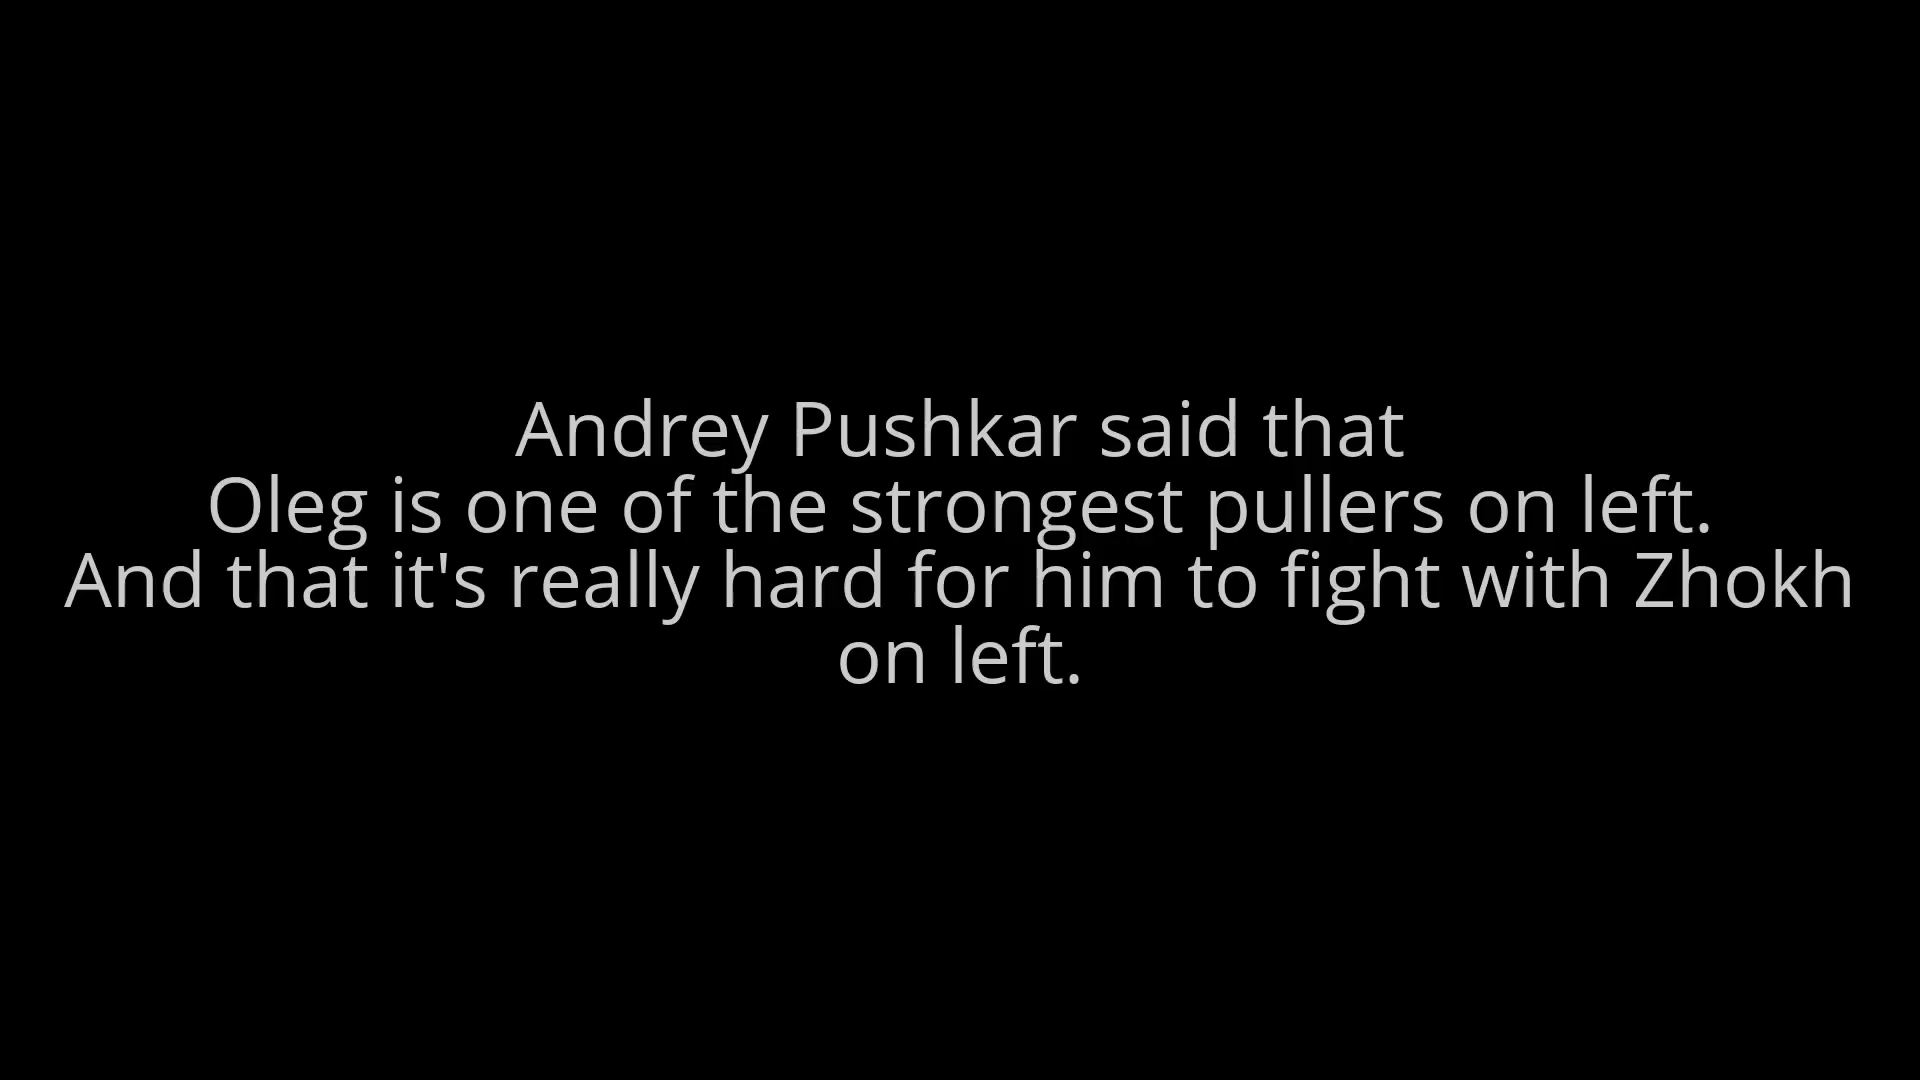 Andrey Pushkar said that
Oleg is one of the strongest pullers on left.
And that it's really hard for him to fight with Zhokh
on left.